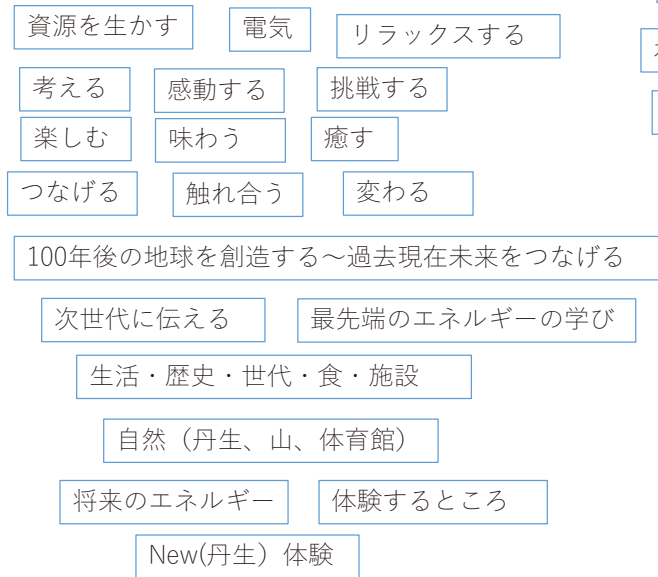 資源を生かす
電気
リラックスする
考える
感動する
挑戦する
楽しむ
味わう
癒す
つなげる
触れ合う
変わる
100年後の地球を創造する～過去現在未来をつなげる
次世代に伝える
最先端のエネルギーの学び
生活・歴史・世代・食・施設
自然（丹生、山、体育館）
将来のエネルギー
体験するところ
New(丹生）体験